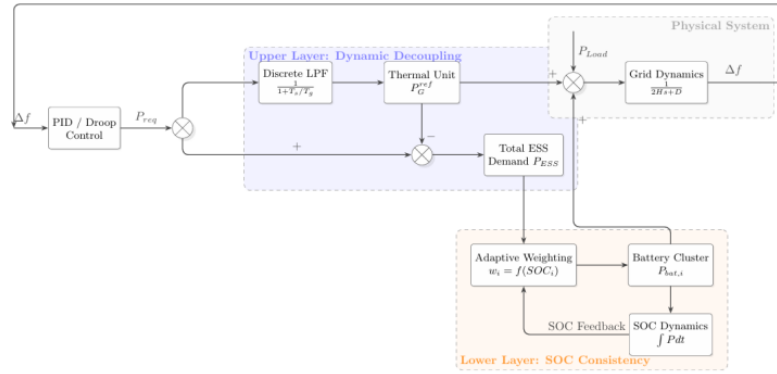 Physical System
P_Load
Upper Layer: Dynamic Decoupling
Discrete LPF
1
1+T_s/T_g
Thermal Unit
P_G^ref
+
Grid Dynamics
1
2Hs+D
Δf
Δf
PID / Droop
Control
P_req
+
−
+
Total ESS
Demand P_ESS
Adaptive Weighting
w_i = f(SOC_i)
Battery Cluster
P_bat,i
SOC Feedback
SOC Dynamics
∫ Pdt
Lower Layer: SOC Consistency